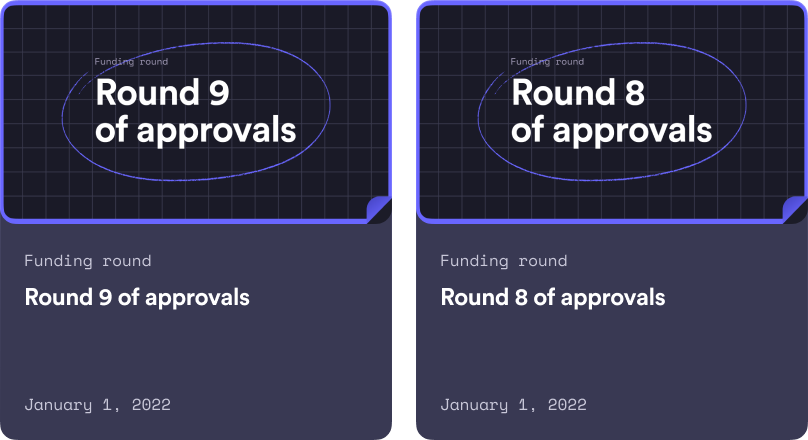 Funding round
Round 9
of approvals
Funding round
Round 9 of approvals
January 1, 2022
Funding round
Round 8
of approvals
Funding round
Round 8 of approvals
January 1, 2022